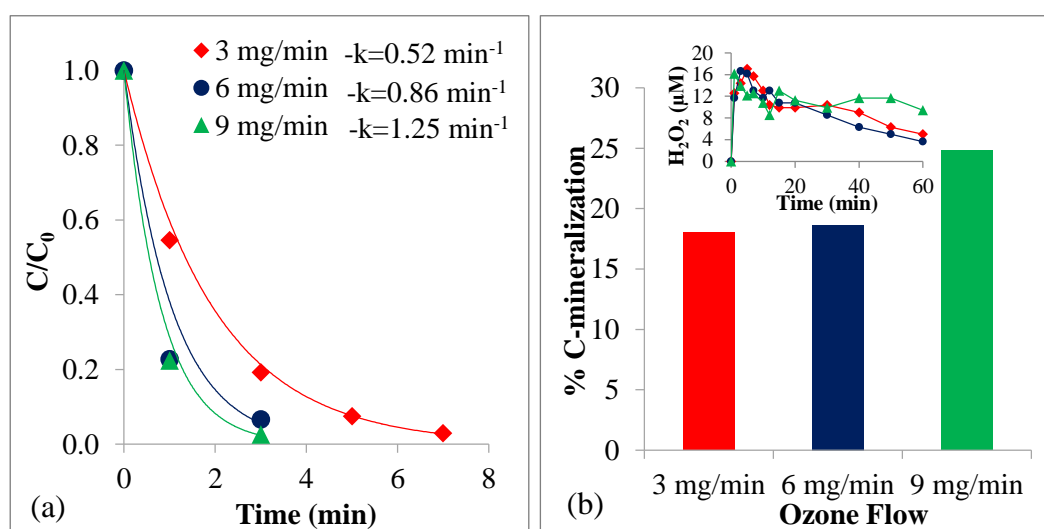 3 mg/min -k=0.52 min⁻¹
6 mg/min -k=0.86 min⁻¹
9 mg/min -k=1.25 min⁻¹
1.0
0.8
0.6
0.4
0.2
0.0
C/C₀
0 2 4 6 8
Time (min)
(a)
30
25
20
15
10
5
0
% C-mineralization
20
16
12
8
4
0
H₂O₂ (µM)
0 20 40 60
Time (min)
3 mg/min 6 mg/min 9 mg/min
Ozone Flow
(b)